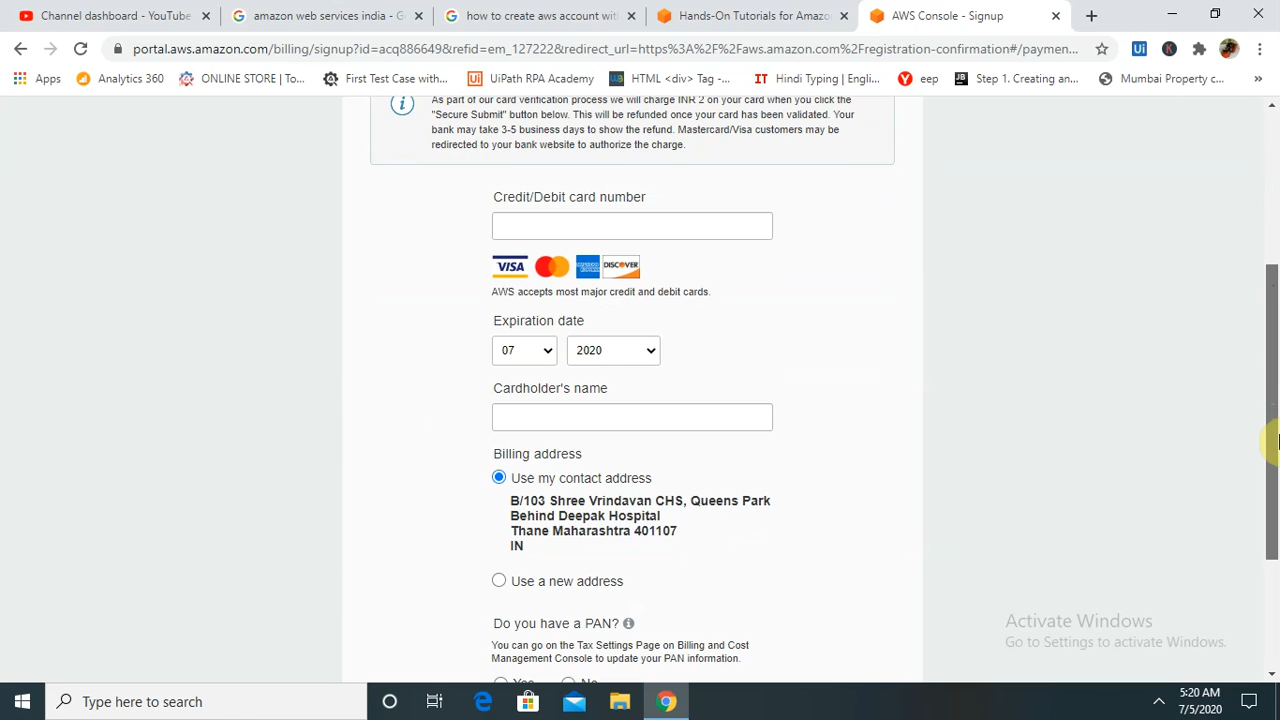 Channel dashboard - YouTube
amazon web services india - G
how to create aws account with
Hands-On Tutorials for Amazo
AWS Console - Signup
portal.aws.amazon.com/billing/signup?id=acq886649&refid=em_127222&redirect_url=https%3A%2F%2Faws.amazon.com%2Fregistration-confirmation#/paymen...
Apps
Analytics 360
ONLINE STORE | To...
First Test Case with...
UiPath RPA Academy
HTML <div> Tag -...
Hindi Typing | Engli...
eep
Step 1. Creating an...
Mumbai Property c...
As part of our card verification process we will charge INR 2 on your card when you click the
"Secure Submit" button below. This will be refunded once your card has been validated. Your
bank may take 3-5 business days to show the refund. Mastercard/Visa customers may be
redirected to your bank website to authorize the charge.
Credit/Debit card number
VISA
AMERICAN EXPRESS
DISCOVER
AWS accepts most major credit and debit cards.
Expiration date
07 2020
Cardholder's name
Billing address
Use my contact address
B/103 Shree Vrindavan CHS, Queens Park
Behind Deepak Hospital
Thane Maharashtra 401107
IN
Use a new address
Do you have a PAN?
You can go on the Tax Settings Page on Billing and Cost
Management Console to update your PAN information.
Yes No
Activate Windows
Go to Settings to activate Windows.
Type here to search
5:20 AM
7/5/2020